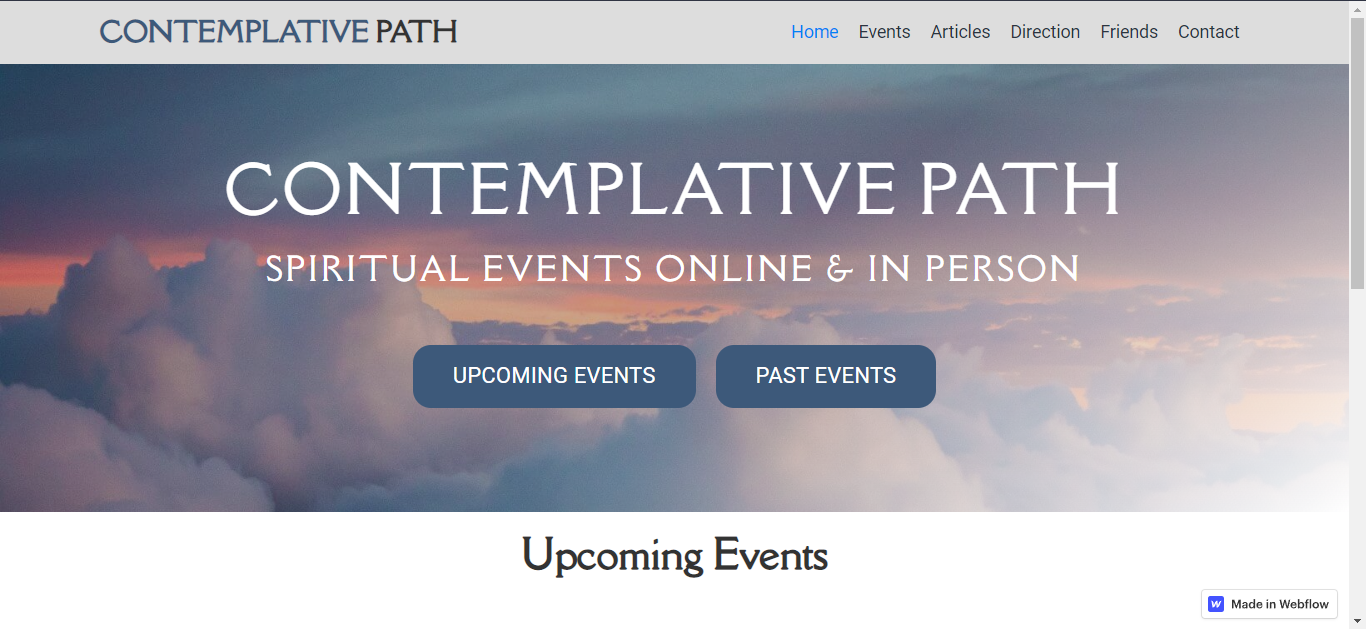 CONTEMPLATIVE PATH
Home Events Articles Direction Friends Contact
CONTEMPLATIVE PATH
SPIRITUAL EVENTS ONLINE & IN PERSON
UPCOMING EVENTS PAST EVENTS
Upcoming Events
W Made in Webflow